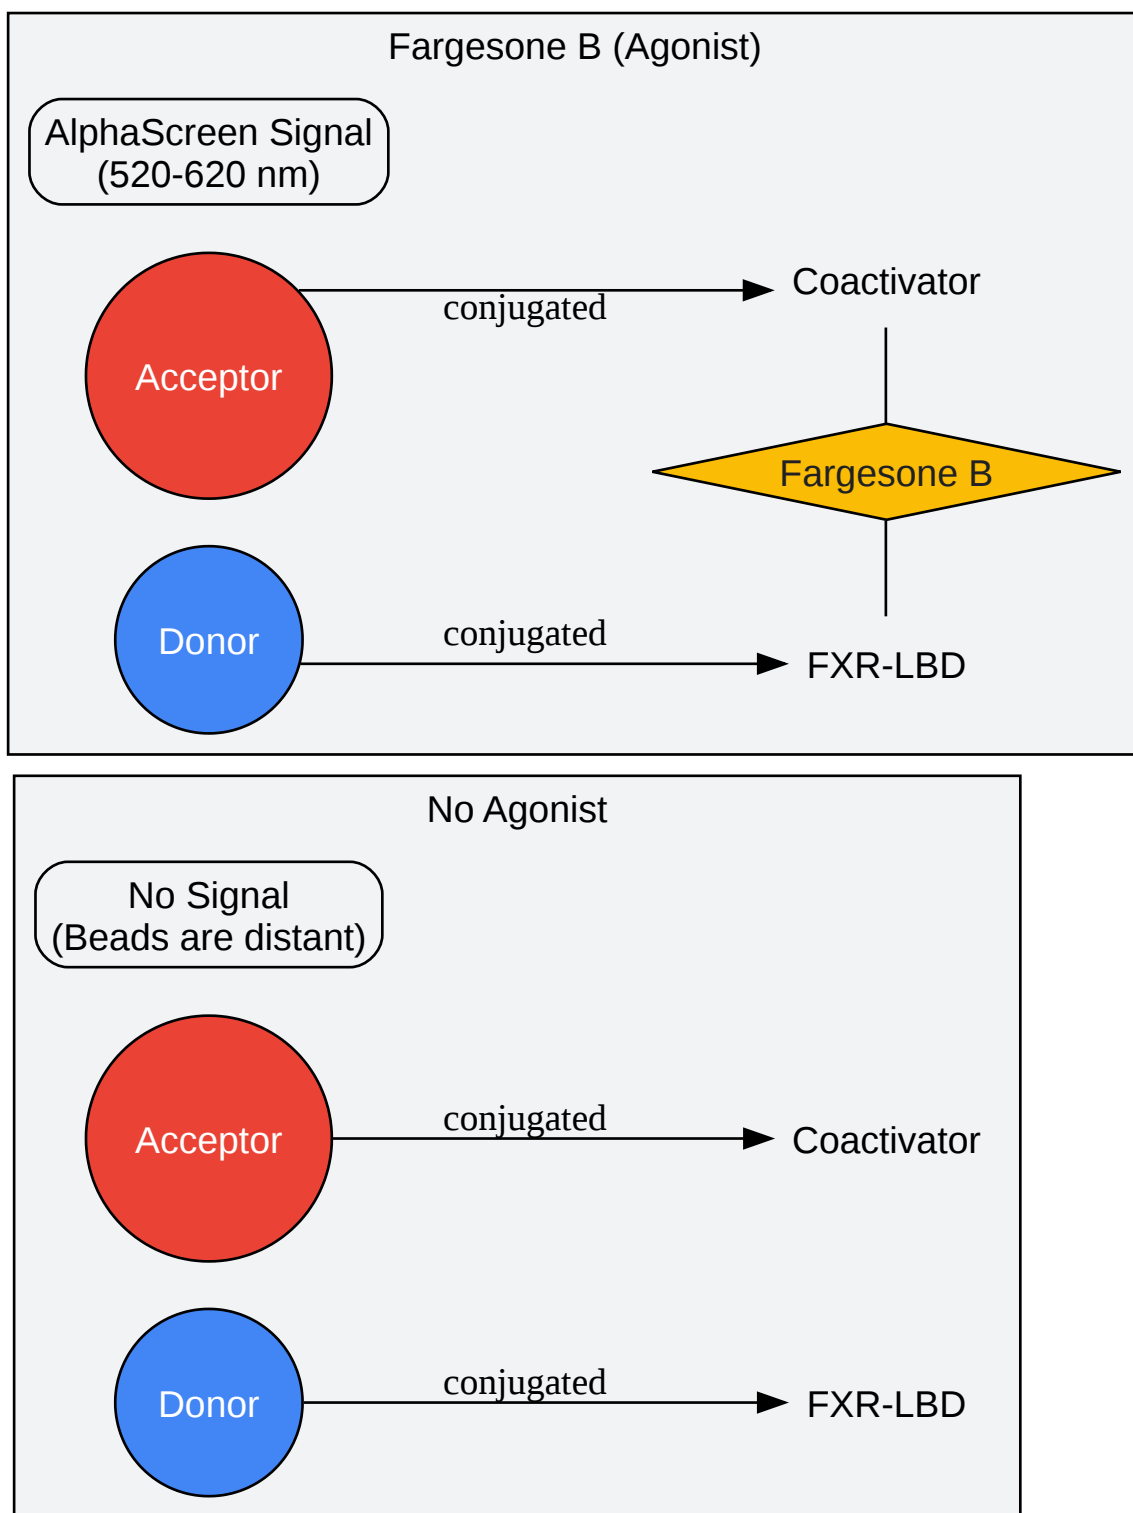 Fargesone B (Agonist)
AlphaScreen Signal
(520-620 nm)
Acceptor
conjugated
Coactivator
Fargesone B
Donor
conjugated
FXR-LBD
No Agonist
No Signal
(Beads are distant)
Acceptor
conjugated
Coactivator
Donor
conjugated
FXR-LBD